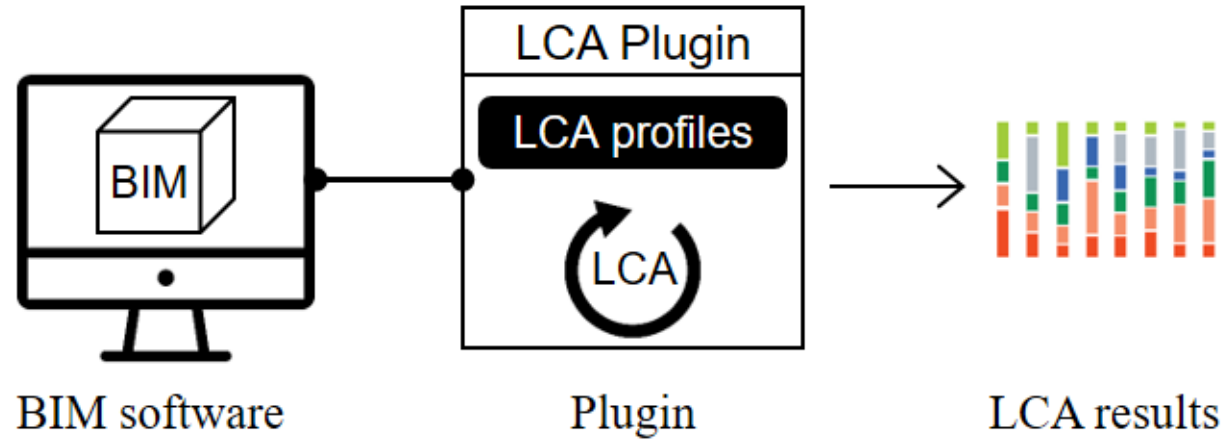 LCA Plugin
LCA profiles
BIM
LCA
BIM software
Plugin
LCA results